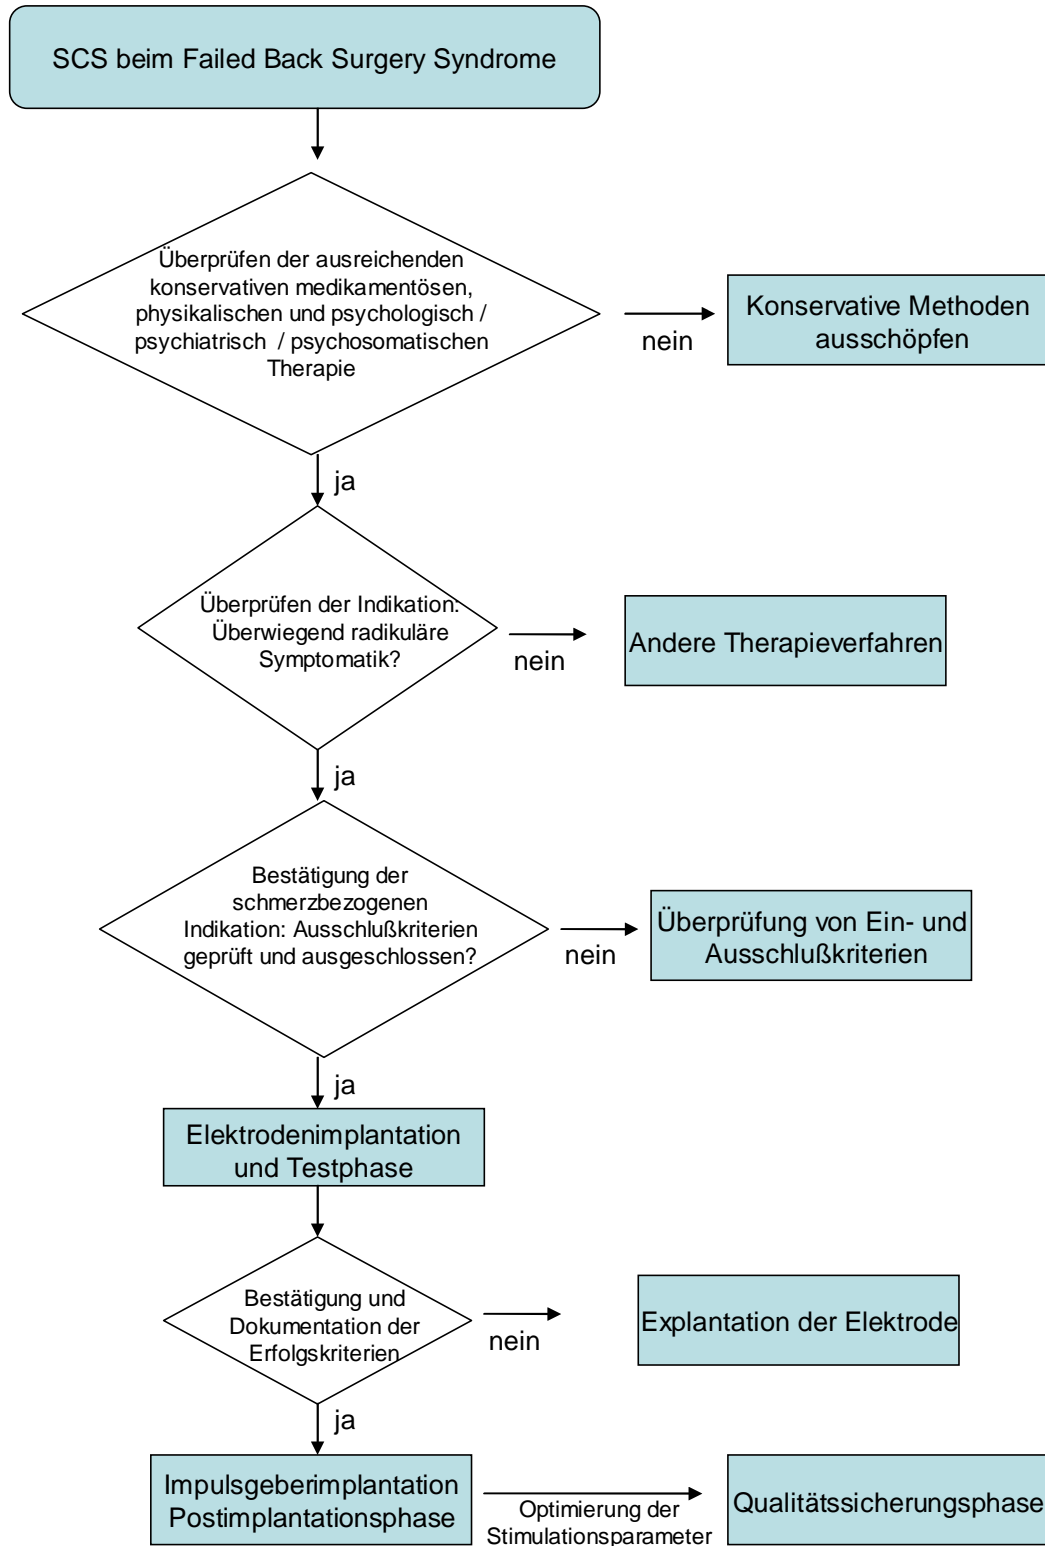 SCS beim Failed Back Surgery Syndrome
Überprüfen der ausreichenden
konservativen medikamentösen,
physikalischen und psychologisch /
psychiatrisch / psychosomatischen
Therapie
nein
Konservative Methoden
ausschöpfen
ja
Überprüfen der Indikation:
Überwiegend radikuläre
Symptomatik?
nein
Andere Therapieverfahren
ja
Bestätigung der
schmerzbezogenen
Indikation: Ausschlußkriterien
geprüft und ausgeschlossen?
nein
Überprüfung von Ein- und
Ausschlußkriterien
ja
Elektrodenimplantation
und Testphase
Bestätigung und
Dokumentation der
Erfolgskriterien
nein
Explantation der Elektrode
ja
Impulsgeberimplantation
Postimplantationsphase
Optimierung der
Stimulationsparameter
Qualitätssicherungsphase